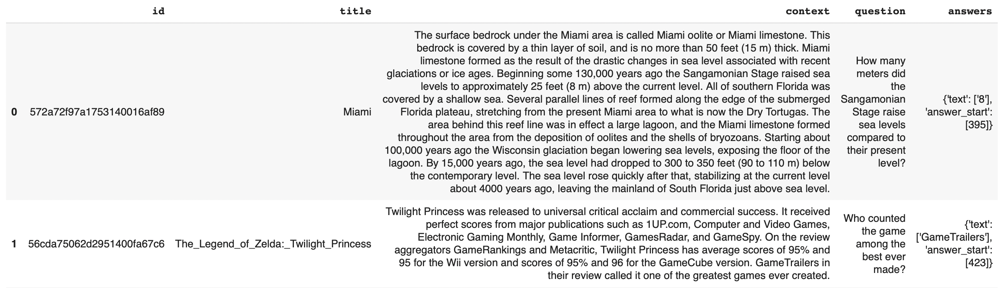 id title context question answers
0 572a72f97a1753140016af89 Miami
The surface bedrock under the Miami area is called Miami oolite or Miami limestone. This
bedrock is covered by a thin layer of soil, and is no more than 50 feet (15 m) thick. Miami
limestone formed as the result of the drastic changes in sea level associated with recent
glaciations or ice ages. Beginning some 130,000 years ago the Sangamonian Stage raised sea
levels to approximately 25 feet (8 m) above the current level. All of southern Florida was
covered by a shallow sea. Several parallel lines of reef formed along the edge of the submerged
Florida plateau, stretching from the present Miami area to what is now the Dry Tortugas. The
area behind this reef line was in effect a large lagoon, and the Miami limestone formed
throughout the area from the deposition of oolites and the shells of bryozoans. Starting about
100,000 years ago the Wisconsin glaciation began lowering sea levels, exposing the floor of the
lagoon. By 15,000 years ago, the sea level had dropped to 300 to 350 feet (90 to 110 m) below
the contemporary level. The sea level rose quickly after that, stabilizing at the current level
about 4000 years ago, leaving the mainland of South Florida just above sea level.
How many
meters did
the
Sangamonian
Stage raise
sea levels
compared to
their present
level?
{'text': ['8'],
'answer_start':
[395]}
1 56cda75062d2951400fa67c6 The_Legend_of_Zelda:_Twilight_Princess
Twilight Princess was released to universal critical acclaim and commercial success. It received
perfect scores from major publications such as 1UP.com, Computer and Video Games,
Electronic Gaming Monthly, Game Informer, GamesRadar, and GameSpy. On the review
aggregators GameRankings and Metacritic, Twilight Princess has average scores of 95% and
95 for the Wii version and scores of 95% and 96 for the GameCube version. GameTrailers in
their review called it one of the greatest games ever created.
Who counted
the game
among the
best ever
made?
{'text':
['GameTrailers'],
'answer_start':
[423]}